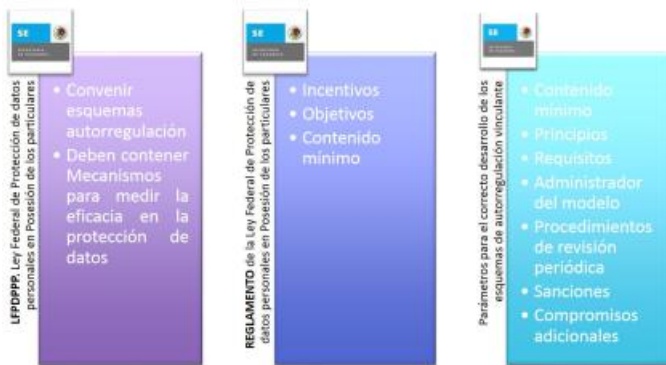 SE
LFPDPPP. Ley Federal de Protección de datos
personales en Posesión de los particulares
• Convenir
esquemas
autorregulación
• Deben contener
Mecanismos
para medir la
eficacia en la
protección de
datos
SE
REGLAMENTO de la Ley Federal de Protección de
datos personales en Posesión de los particulares
• Incentivos
• Objetivos
• Contenido
mínimo
SE
Parámetros para el correcto desarrollo de los
esquemas de autorregulación vinculante
• Contenido
mínimo
• Principios
• Requisitos
• Administrador
del modelo
• Procedimientos
de revisión
periódica
• Sanciones
• Compromisos
adicionales